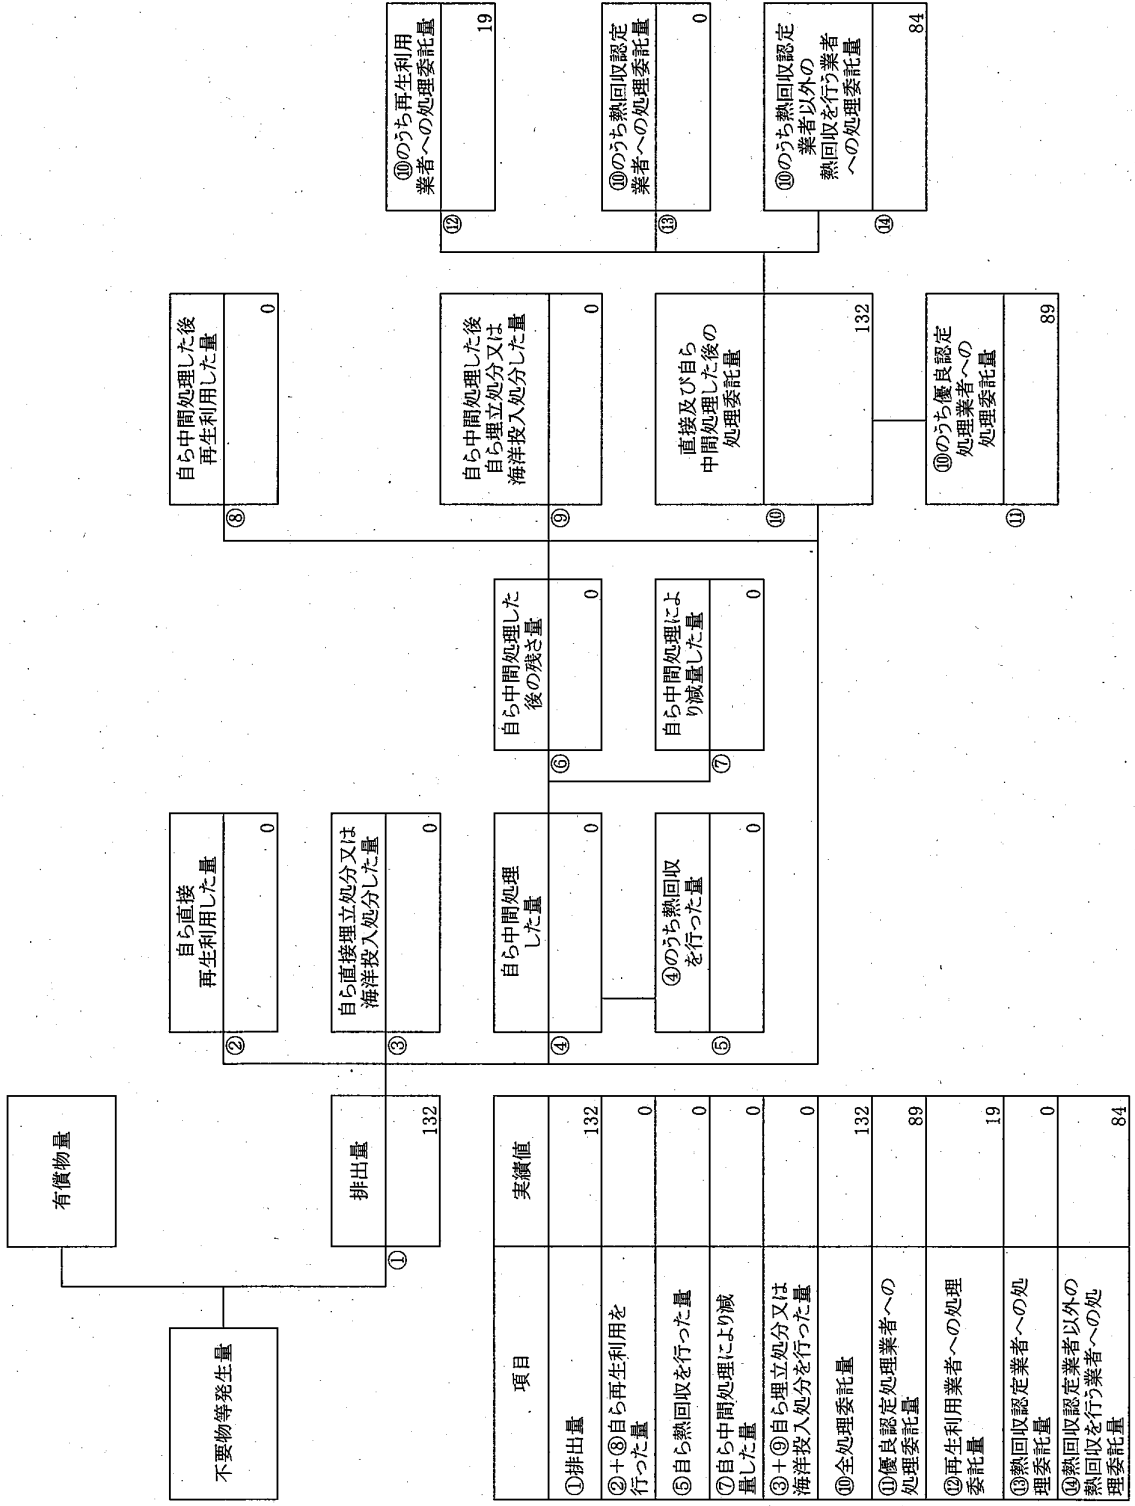 有償物量
不要物等発生量
排出量
①
132
自ら直接
再生利用した量
②
0
自ら直接埋立処分又は
海洋投入処分した量
③
0
自ら中間処理
した量
④
0
④のうち熱回収
を行った量
⑤
0
自ら中間処理した
後の残さ量
⑥
0
自ら中間処理によ
り減量した量
⑦
0
自ら中間処理した後
再生利用した量
⑧
0
自ら中間処理した後
自ら埋立処分又は
海洋投入処分した量
⑨
0
直接及び自ら
中間処理した後の
処理委託量
⑩
132
⑩のうち優良認定
処理業者への
処理委託量
⑪
89
⑩のうち再生利用
業者への処理委託量
⑫
19
⑩のうち熱回収認定
業者への処理委託量
⑬
0
⑩のうち熱回収認定
業者以外の
熱回収を行う業者
への処理委託量
⑭
84
項目 実績値
①排出量 132
②+⑧自ら再生利用を
行った量 0
⑤自ら熱回収を行った量 0
⑦自ら中間処理により減
量した量 0
③+⑨自ら埋立処分又は
海洋投入処分を行った量 0
⑩全処理委託量 132
⑪優良認定処理業者への
処理委託量 89
⑫再生利用業者への処理
委託量 19
⑬熱回収認定業者への処
理委託量 0
⑭熱回収認定業者以外の
熱回収を行う業者への処
理委託量 84